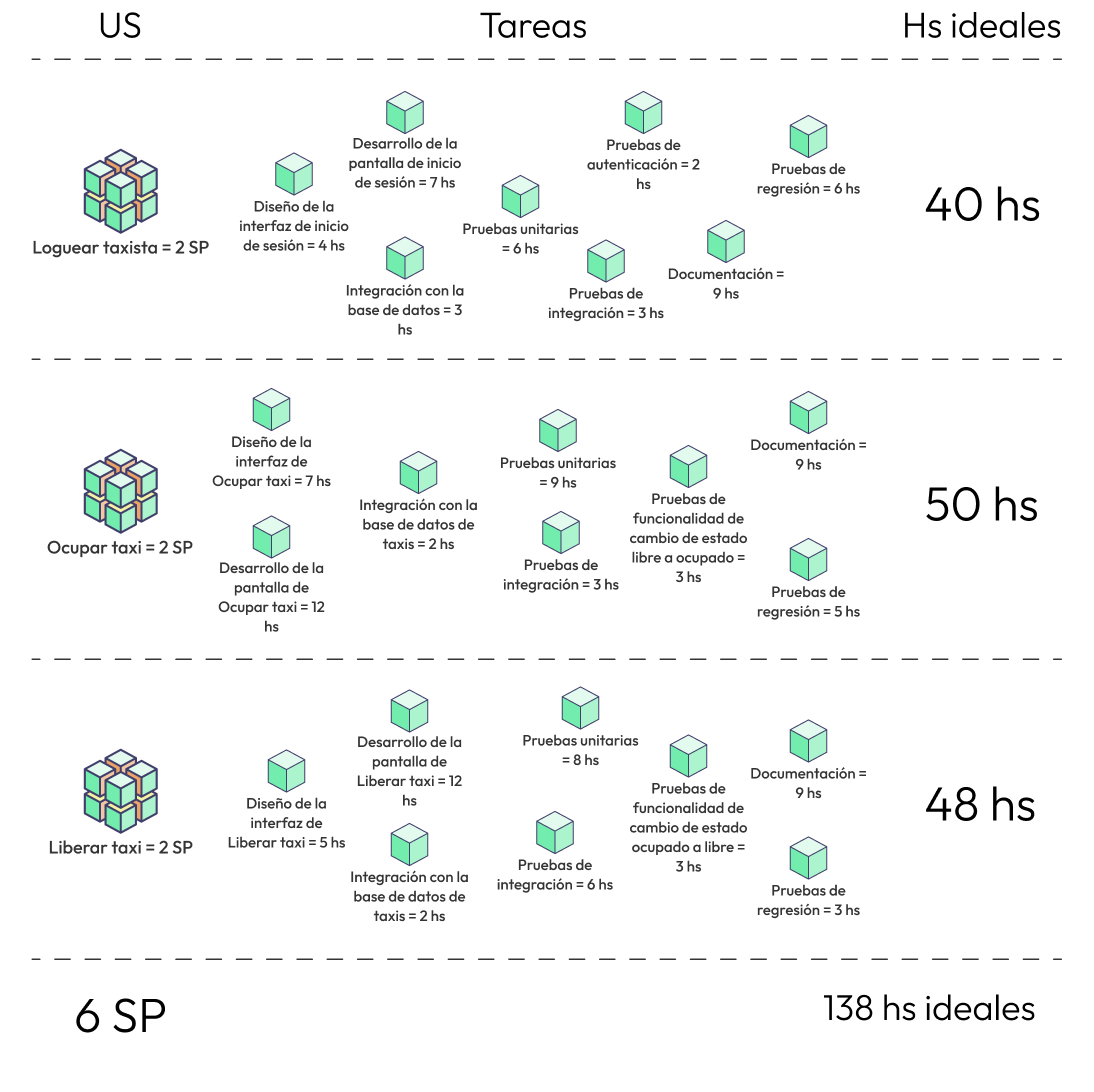 US
Tareas
Hs ideales
Loguear taxista = 2 SP
Diseño de la
interfaz de inicio
de sesión = 4 hs
Desarrollo de la
pantalla de inicio
de sesión = 7 hs
Integración con la
base de datos = 3
hs
Pruebas unitarias
= 6 hs
Pruebas de
autenticación = 2
hs
Pruebas de
integración = 3 hs
Documentación =
9 hs
Pruebas de
regresión = 6 hs
40 hs
Ocupar taxi = 2 SP
Diseño de la
interfaz de
Ocupar taxi = 7 hs
Desarrollo de la
pantalla de
Ocupar taxi = 12
hs
Integración con la
base de datos de
taxis = 2 hs
Pruebas unitarias
= 9 hs
Pruebas de
integración = 3 hs
Pruebas de
funcionalidad de
cambio de estado
libre a ocupado =
3 hs
Documentación =
9 hs
Pruebas de
regresión = 5 hs
50 hs
Liberar taxi = 2 SP
Diseño de la
interfaz de
Liberar taxi = 5 hs
Desarrollo de la
pantalla de
Liberar taxi = 12
hs
Integración con la
base de datos de
taxis = 2 hs
Pruebas unitarias
= 8 hs
Pruebas de
integración = 6 hs
Pruebas de
funcionalidad de
cambio de estado
ocupado a libre =
3 hs
Documentación =
9 hs
Pruebas de
regresión = 3 hs
48 hs
6 SP
138 hs ideales